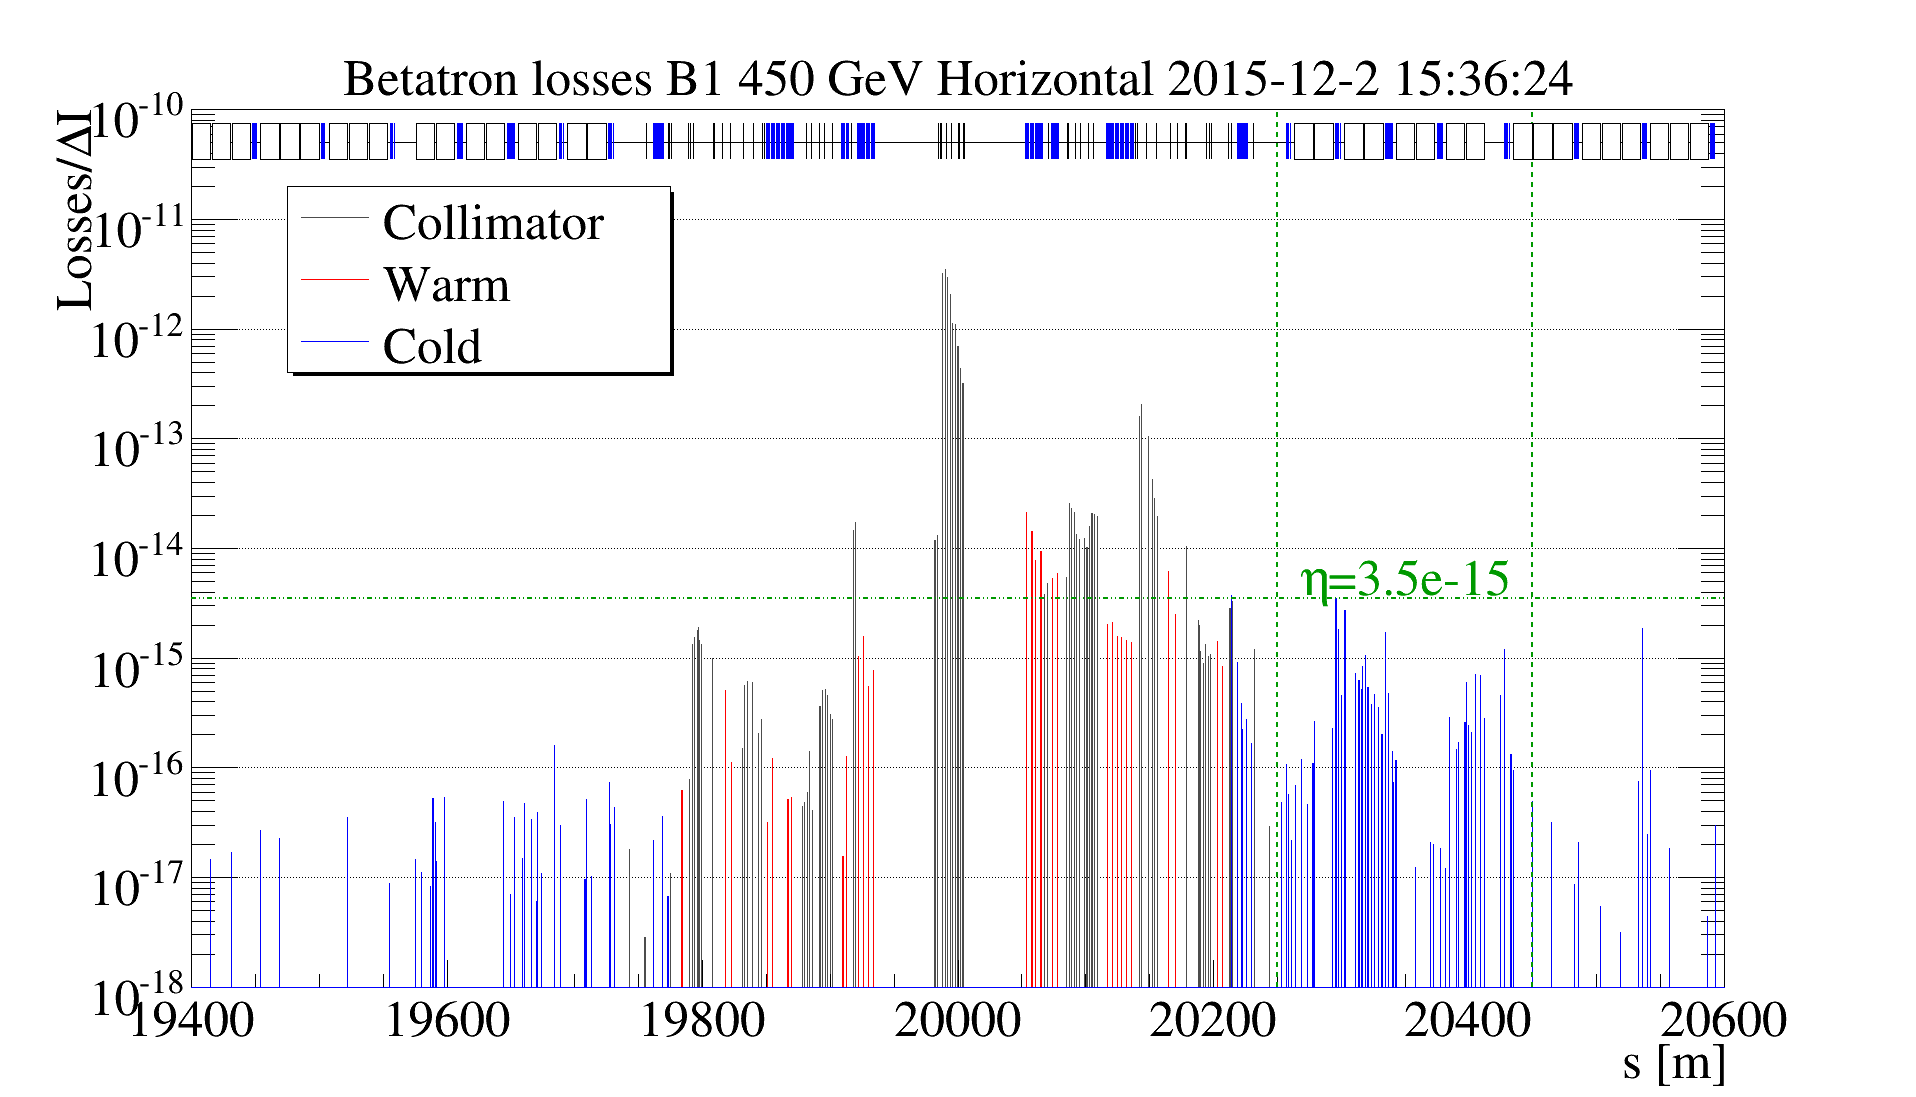 Betatron losses B1 450 GeV Horizontal 2015-12-2 15:36:24
Losses/ΔI
10^-10
10^-11
10^-12
10^-13
10^-14
10^-15
10^-16
10^-17
10^-18
Collimator
Warm
Cold
η=3.5e-15
19400 19600 19800 20000 20200 20400 20600
s [m]